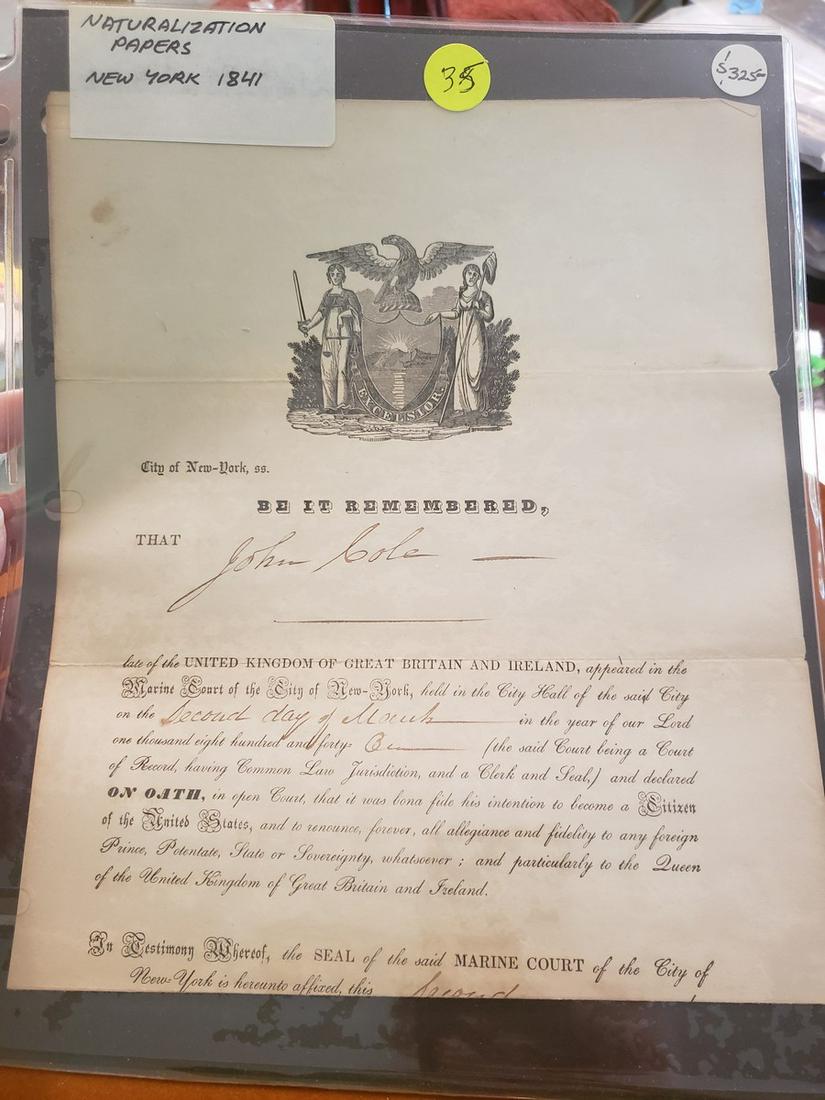 NATURALIZATION
PAPERS
NEW YORK 1841
35
$325-
EXCELSIOR.
City of New-York, ss.
BE IT REMEMBERED,
THAT John Cole
late of the UNITED KINGDOM OF GREAT BRITAIN AND IRELAND, appeared in the
Marine Court of the City of New-York, held in the City Hall of the said City
on the Second day of March in the year of our Lord
one thousand eight hundred and forty- One (the said Court being a Court
of Record, having Common Law Jurisdiction, and a Clerk and Seal,) and declared
ON OATH, in open Court, that it was bona fide his intention to become a Citizen
of the United States, and to renounce, forever, all allegiance and fidelity to any foreign
Prince, Potentate, State or Sovereignty, whatsoever; and particularly to the Queen
of the United Kingdom of Great Britain and Ireland.
In Testimony Whereof, the SEAL of the said MARINE COURT of the City of
New-York is hereunto affixed, this Second